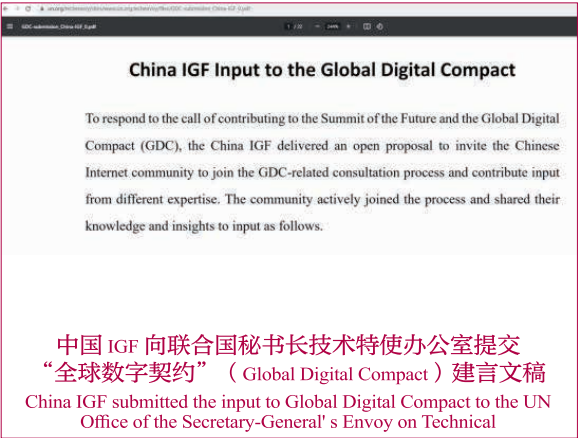 GDC-submission_China-IGF_0.pdf
China IGF Input to the Global Digital Compact
To respond to the call of contributing to the Summit of the Future and the Global Digital
Compact (GDC), the China IGF delivered an open proposal to invite the Chinese
Internet community to join the GDC-related consultation process and contribute input
from different expertise. The community actively joined the process and shared their
knowledge and insights to input as follows.
中国 IGF 向联合国秘书长技术特使办公室提交
“全球数字契约”（Global Digital Compact）建言文稿
China IGF submitted the input to Global Digital Compact to the UN
Office of the Secretary-General' s Envoy on Technical